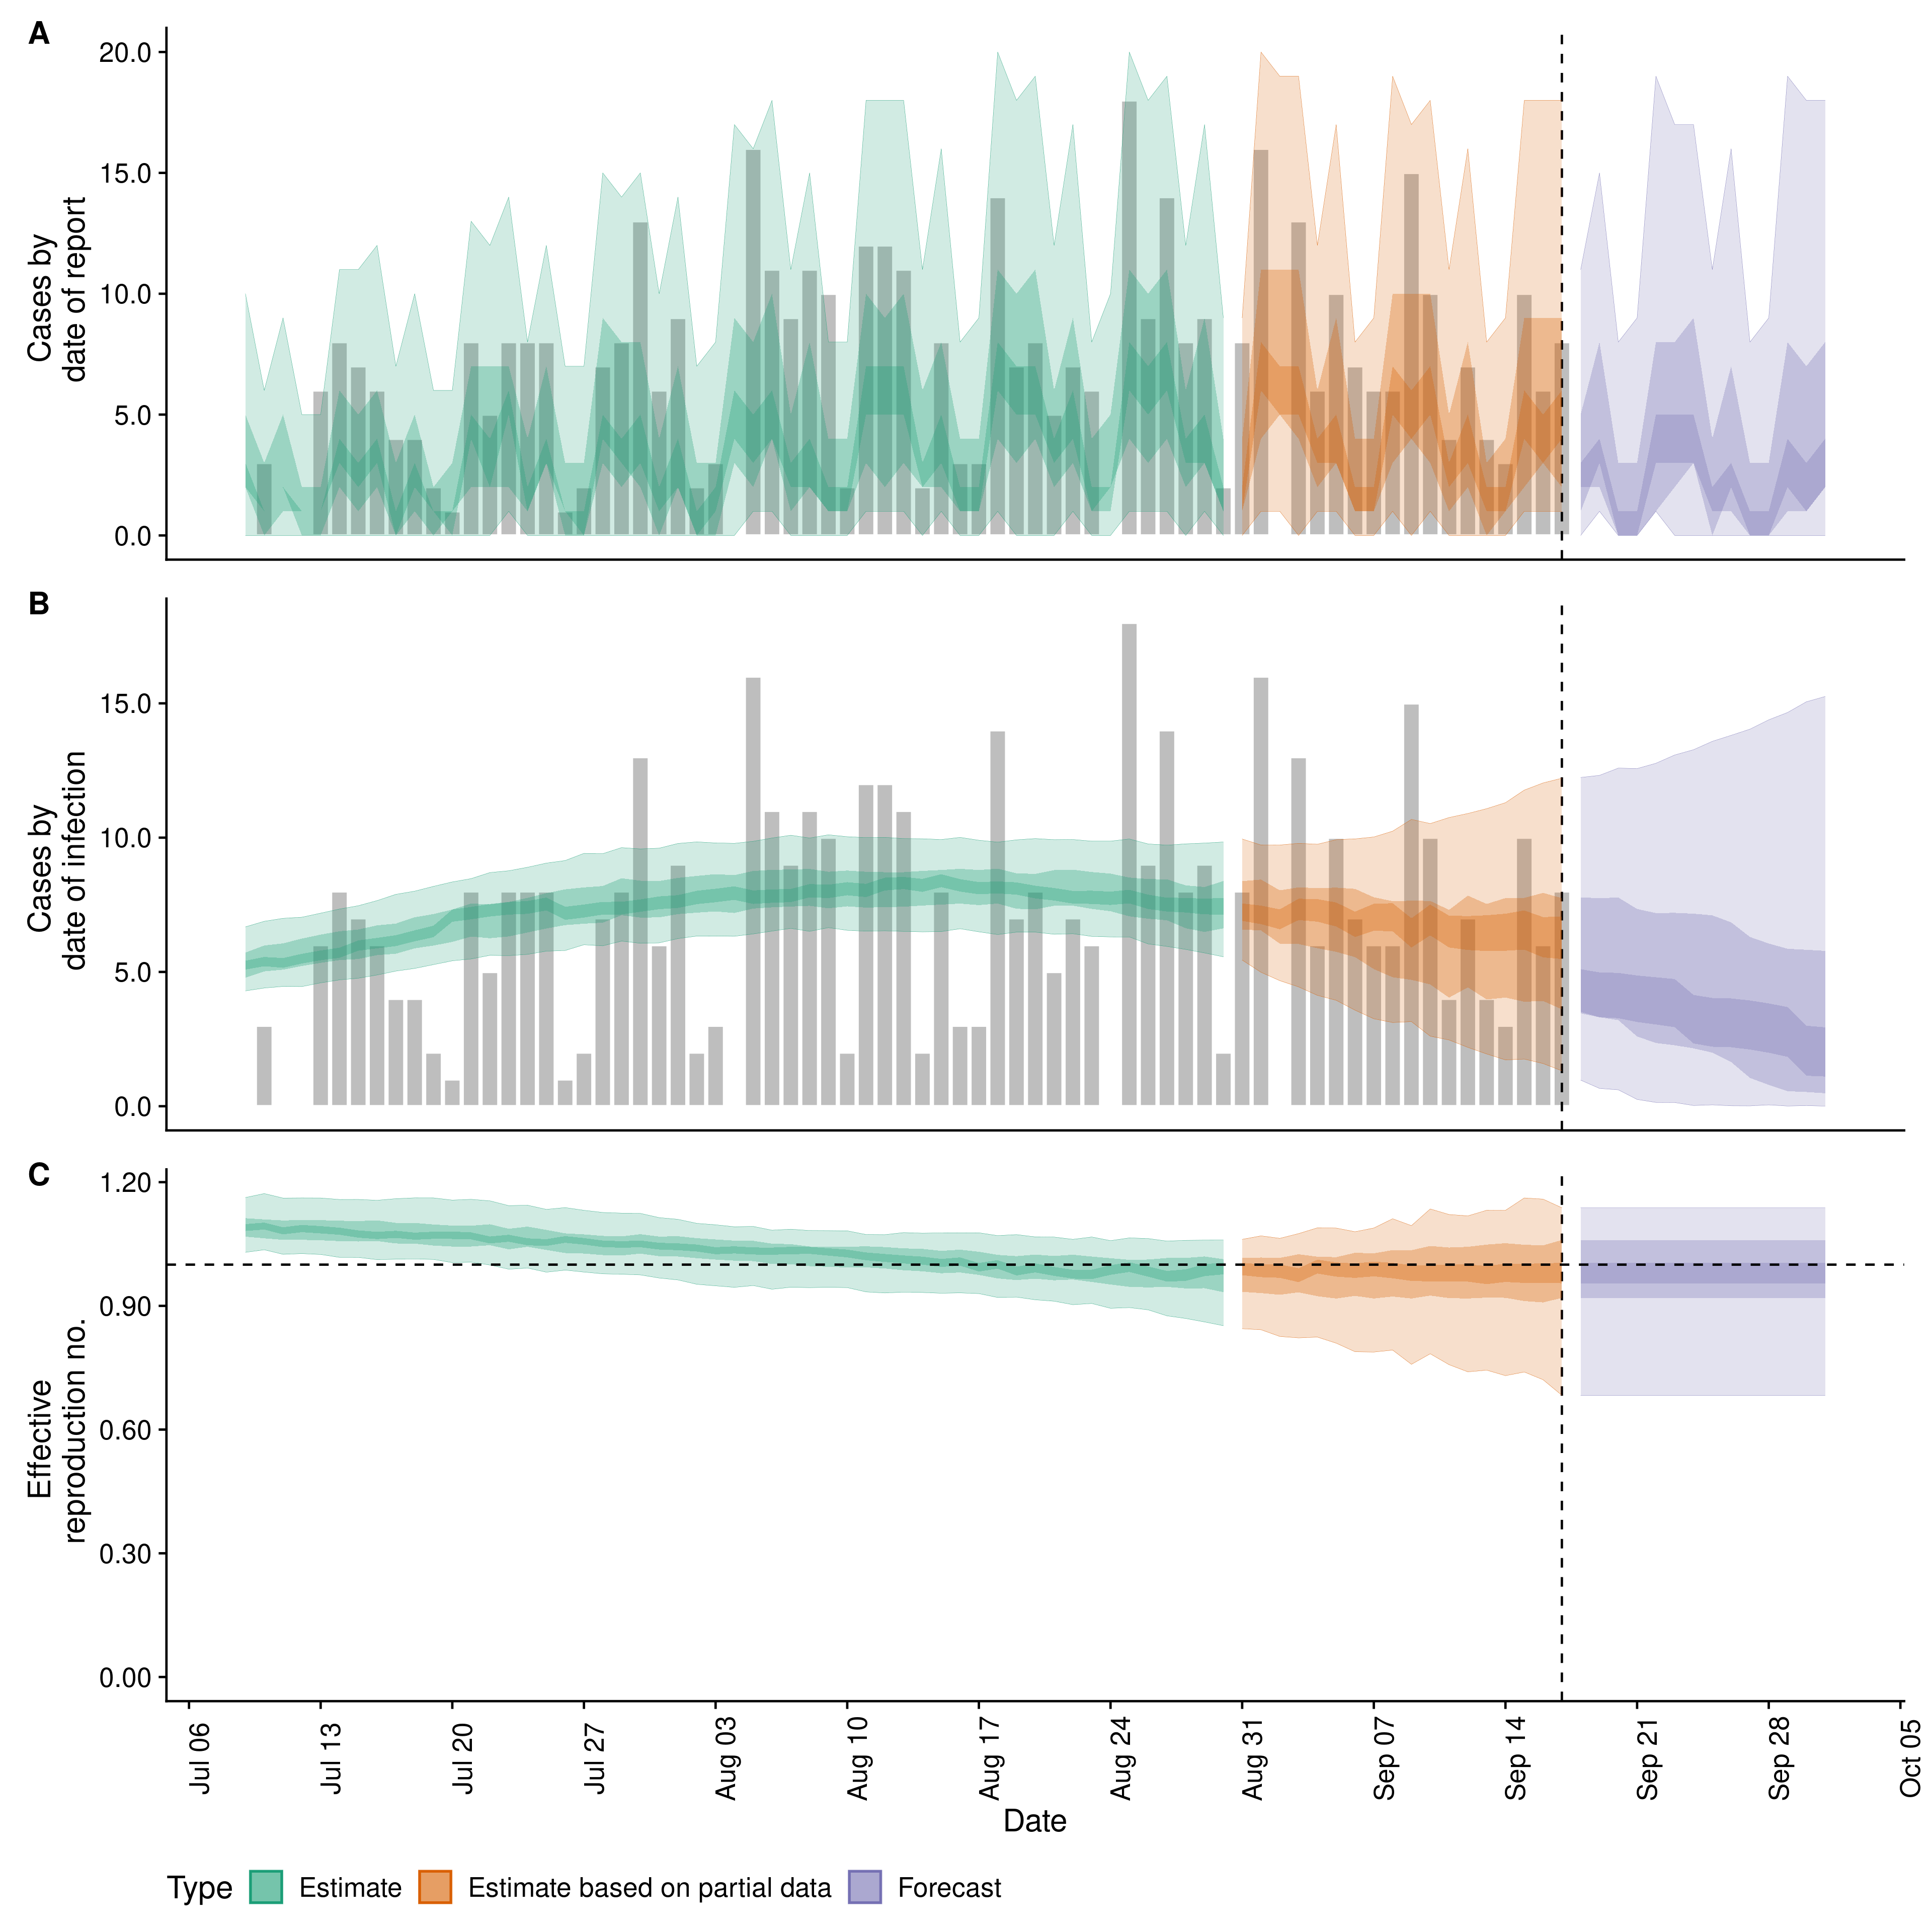 A
Cases by
date of report
20.0
15.0
10.0
5.0
0.0
B
Cases by
date of infection
15.0
10.0
5.0
0.0
C
Effective
reproduction no.
1.20
0.90
0.60
0.30
0.00
Jul 06
Jul 13
Jul 20
Jul 27
Aug 03
Aug 10
Aug 17
Aug 24
Aug 31
Sep 07
Sep 14
Sep 21
Sep 28
Oct 05
Date
Type Estimate Estimate based on partial data Forecast